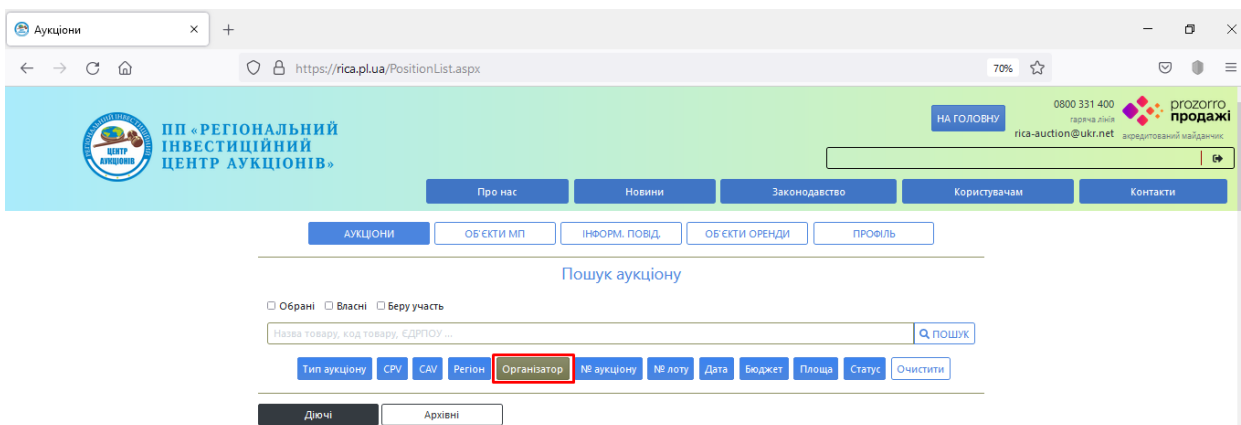 Аукціони
https://rica.pl.ua/PositionList.aspx
70%
ЦЕНТР
АУКЦІОНІВ
ПП «РЕГІОНАЛЬНИЙ
ІНВЕСТИЦІЙНИЙ
ЦЕНТР АУКЦІОНІВ»
НА ГОЛОВНУ
0800 331 400
гаряча лінія
rica-auction@ukr.net
prozorro
продажі
акредитований майданчик
Про нас
Новини
Законодавство
Користувачам
Контакти
АУКЦІОНИ
ОБ'ЄКТИ МП
ІНФОРМ. ПОВІД.
ОБ'ЄКТИ ОРЕНДИ
ПРОФІЛЬ
Пошук аукціону
Обрані Власні Беру участь
Назва товару, код товару, ЄДРПОУ ...
ПОШУК
Тип аукціону CPV CAV Регіон Організатор № аукціону № лоту Дата Бюджет Площа Статус Очистити
Діючі
Архівні